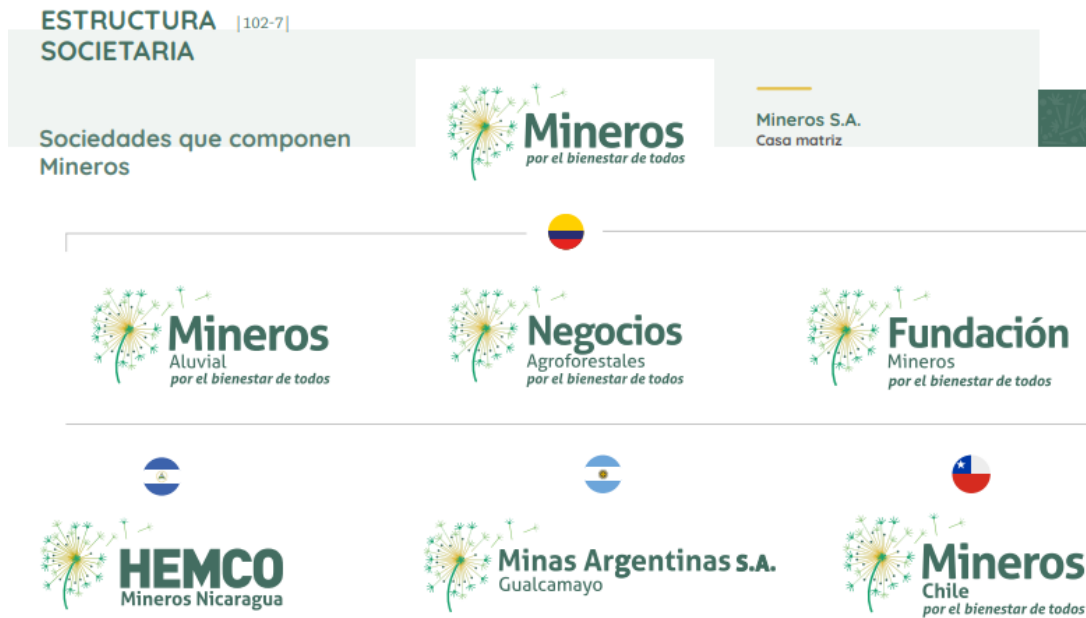 ESTRUCTURA |102-7|
SOCIETARIA
Sociedades que componen
Mineros
Mineros
por el bienestar de todos
Mineros S.A.
Casa matriz
Mineros
Aluvial
por el bienestar de todos
Negocios
Agroforestales
por el bienestar de todos
Fundación
Mineros
por el bienestar de todos
HEMCO
Mineros Nicaragua
Minas Argentinas s.A.
Gualcamayo
Mineros
Chile
por el bienestar de todos